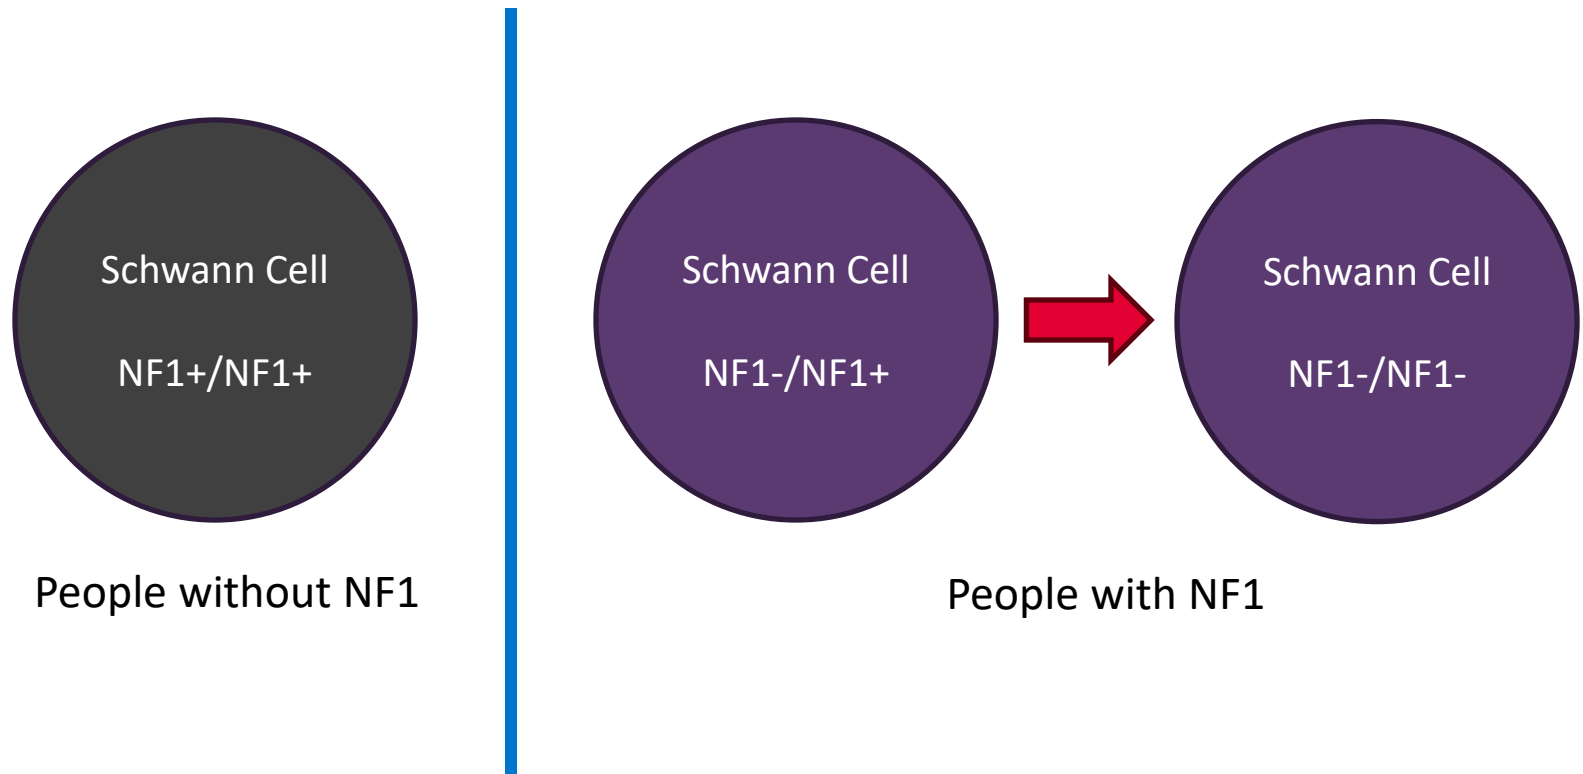 Schwann Cell
NF1+/NF1+
People without NF1
Schwann Cell
NF1-/NF1+
Schwann Cell
NF1-/NF1-
People with NF1